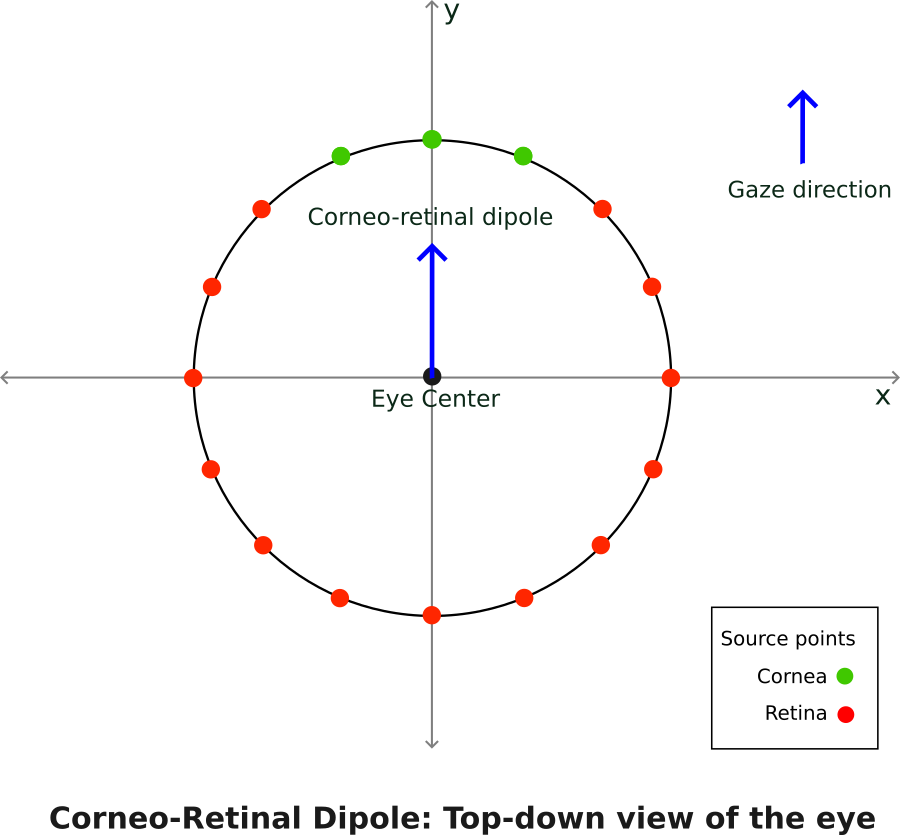 y
Gaze direction
Corneo-retinal dipole
Eye Center
x
Source points
Cornea
Retina
Corneo-Retinal Dipole: Top-down view of the eye